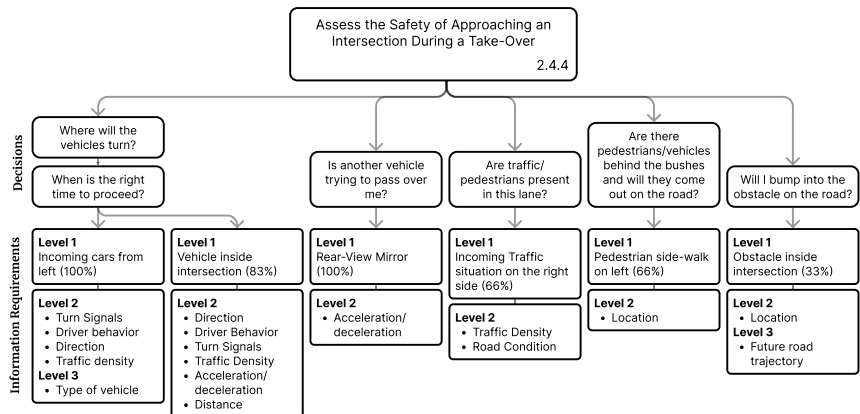 Assess the Safety of Approaching an
Intersection During a Take-Over
2.4.4
Decisions
Where will the
vehicles turn?
When is the right
time to proceed?
Is another vehicle
trying to pass over
me?
Are traffic/
pedestrians present
in this lane?
Are there
pedestrians/vehicles
behind the bushes
and will they come
out on the road?
Will I bump into the
obstacle on the road?
Information Requirements
Level 1
Incoming cars from
left (100%)
Level 2
• Turn Signals
• Driver behavior
• Direction
• Traffic density
Level 3
• Type of vehicle
Level 1
Vehicle inside
intersection (83%)
Level 2
• Direction
• Driver Behavior
• Turn Signals
• Traffic Density
• Acceleration/
deceleration
• Distance
Level 1
Rear-View Mirror
(100%)
Level 2
• Acceleration/
deceleration
Level 1
Incoming Traffic
situation on the right
side (66%)
Level 2
• Traffic Density
• Road Condition
Level 1
Pedestrian side-walk
on left (66%)
Level 2
• Location
Level 1
Obstacle inside
intersection (33%)
Level 2
• Location
Level 3
• Future road
trajectory